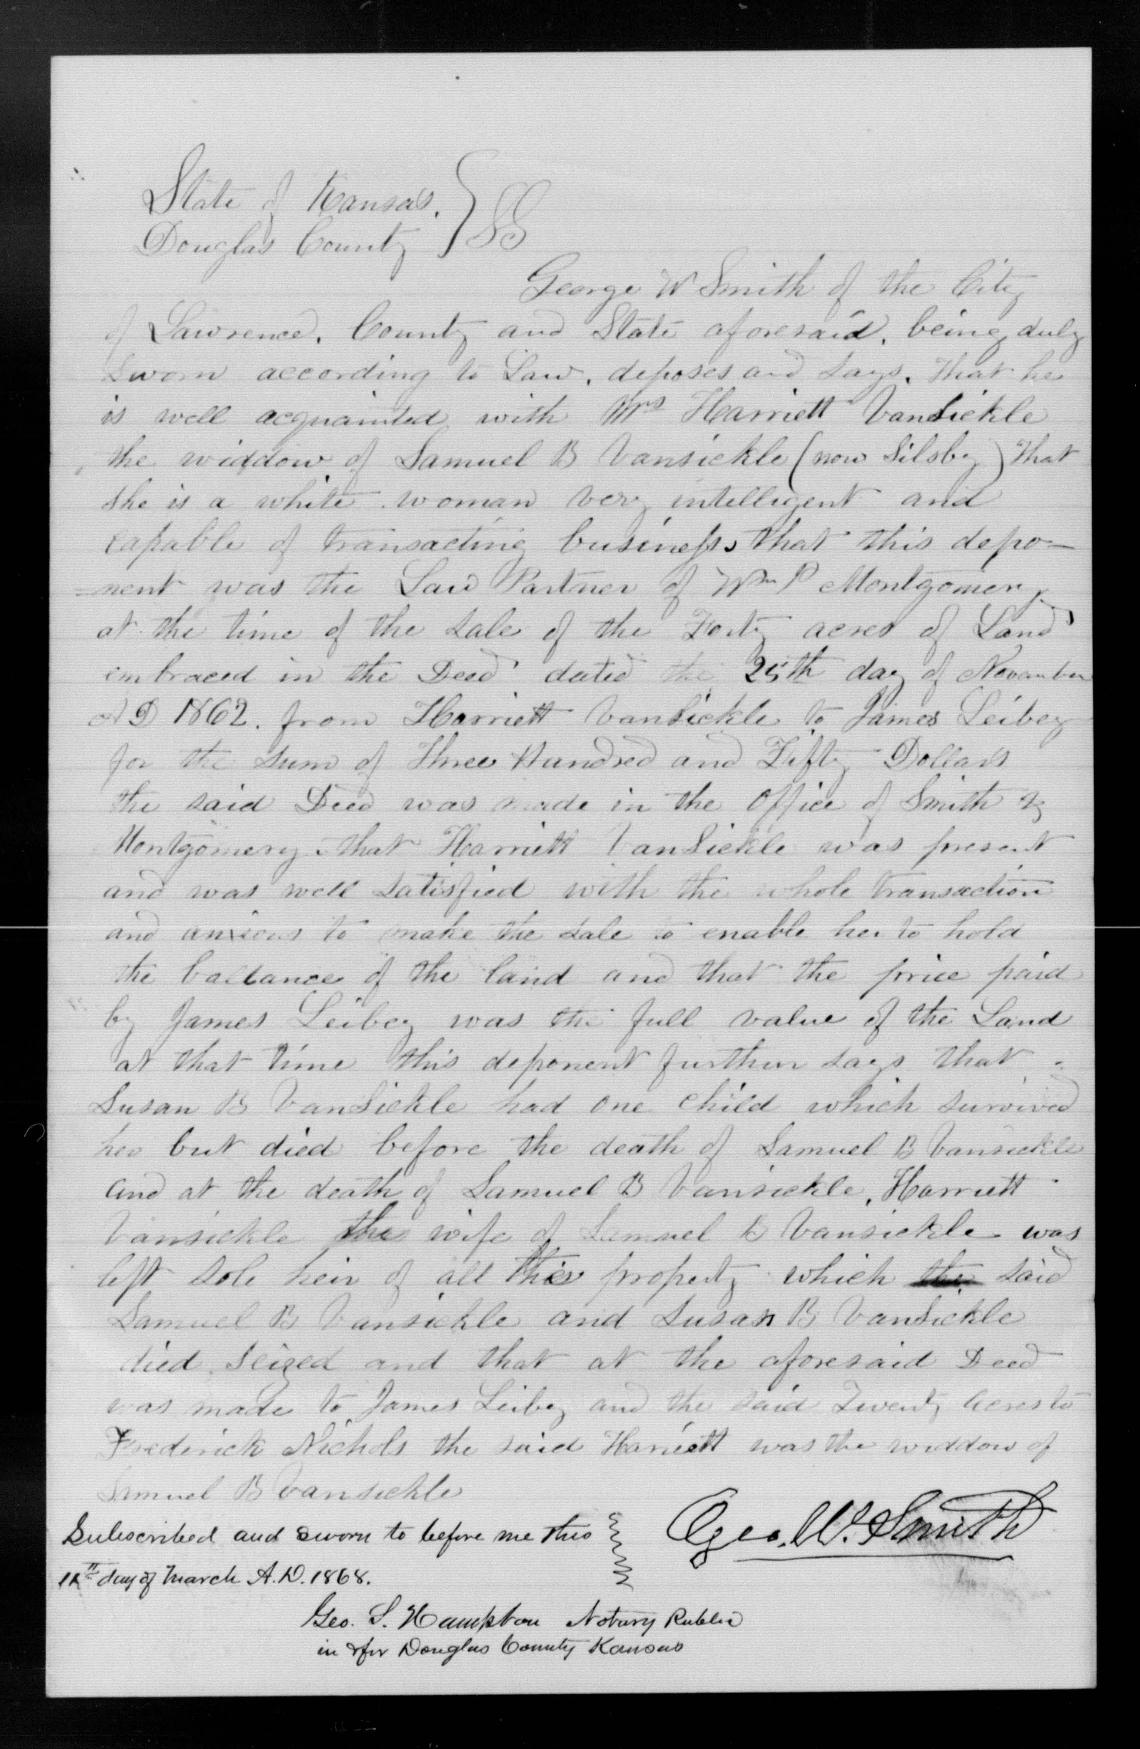 State of Kansas. } SS
Douglas County
George W Smith of the City
of Lawrence. County and State aforesaid. being duly
sworn according to Law. deposes and says. that he
is well acquainted with Mrs Harriett VanSickle
the widdow of Samuel B Vansickle (now Silsby) that
she is a white woman very intelligent and
capable of transacting business, that this depo=
=nent was the Law Partner of Wm P Montgomery
at the time of the sale of the Forty acres of Land
embraced in the Deed dated the 25th day of November
A D 1862. from Harriett VanSickle to James Leibey
for the sum of Three Hundred and Fifty Dollars
the said Deed was made in the Office of Smith &
Montgomery that Harriett VanSickle was present
and was well satisfied with the whole transaction
and anxious to make the sale to enable her to hold
the ballance of the land and that the price paid
by James Leibey was the full value of the Land
at that time this deponent further says that
Susan B VanSickle had one child which survived
her but died before the death of Samuel B Vansickle
and at the death of Samuel B Vansickle, Harriett
Vansickle the wife of Samuel B Vansickle was
left sole heir of all the property which the said
Samuel B Vansickle and Susan B VanSickle
died seized and that at the aforesaid Deed
was made to James Leibey and the said Twenty acres to
Frederick Nichols the said Harriett was the widdow of
Samuel B Vansickle
Subscribed and sworn to before me this
12th day of March A.D. 1868.
Geo. W. Smith
Geo. S. Hampton Notary Public
in & for Douglas County Kansas